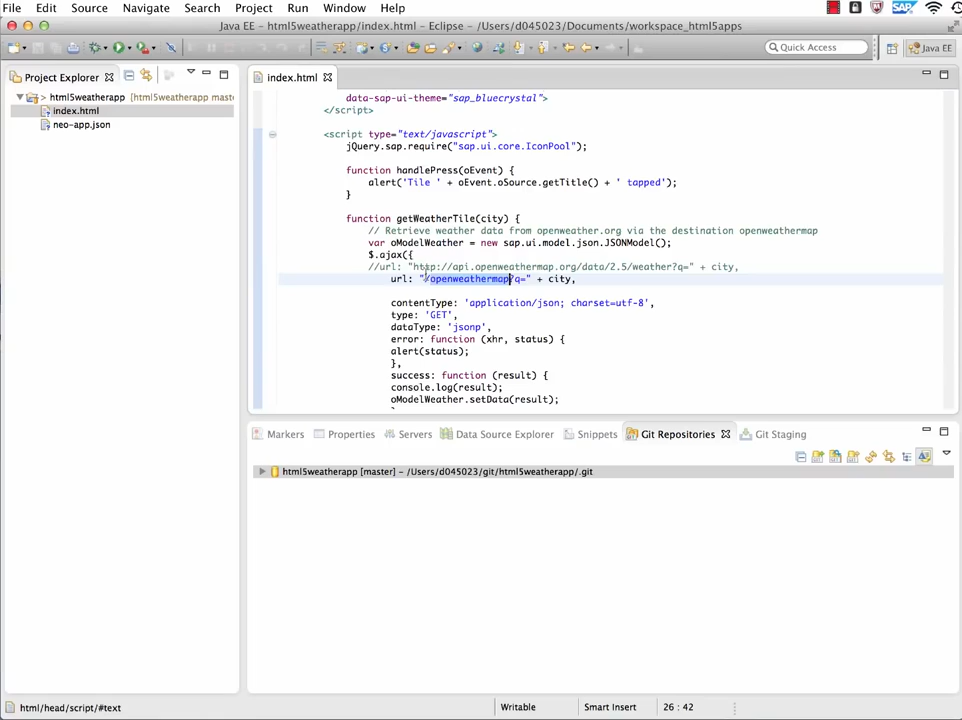 File Edit Source Navigate Search Project Run Window Help SAP
Java EE - html5weatherapp/index.html - Eclipse - /Users/d045023/Documents/workspace_html5apps
Quick Access Java EE
Project Explorer
index.html
> html5weatherapp [html5weatherapp maste
index.html
neo-app.json
data-sap-ui-theme="sap_bluecrystal">
</script>
<script type="text/javascript">
jQuery.sap.require("sap.ui.core.IconPool");
function handlePress(oEvent) {
alert('Tile ' + oEvent.oSource.getTitle() + ' tapped');
}
function getWeatherTile(city) {
// Retrieve weather data from openweather.org via the destination openweathermap
var oModelWeather = new sap.ui.model.json.JSONModel();
$.ajax({
//url: "http://api.openweathermap.org/data/2.5/weather?q=" + city,
url: "/openweathermap?q=" + city,
contentType: 'application/json; charset=utf-8',
type: 'GET',
dataType: 'jsonp',
error: function (xhr, status) {
alert(status);
},
success: function (result) {
console.log(result);
oModelWeather.setData(result);
Markers Properties Servers Data Source Explorer Snippets Git Repositories Git Staging
html5weatherapp [master] - /Users/d045023/git/html5weatherapp/.git
html/head/script/#text Writable Smart Insert 26 : 42